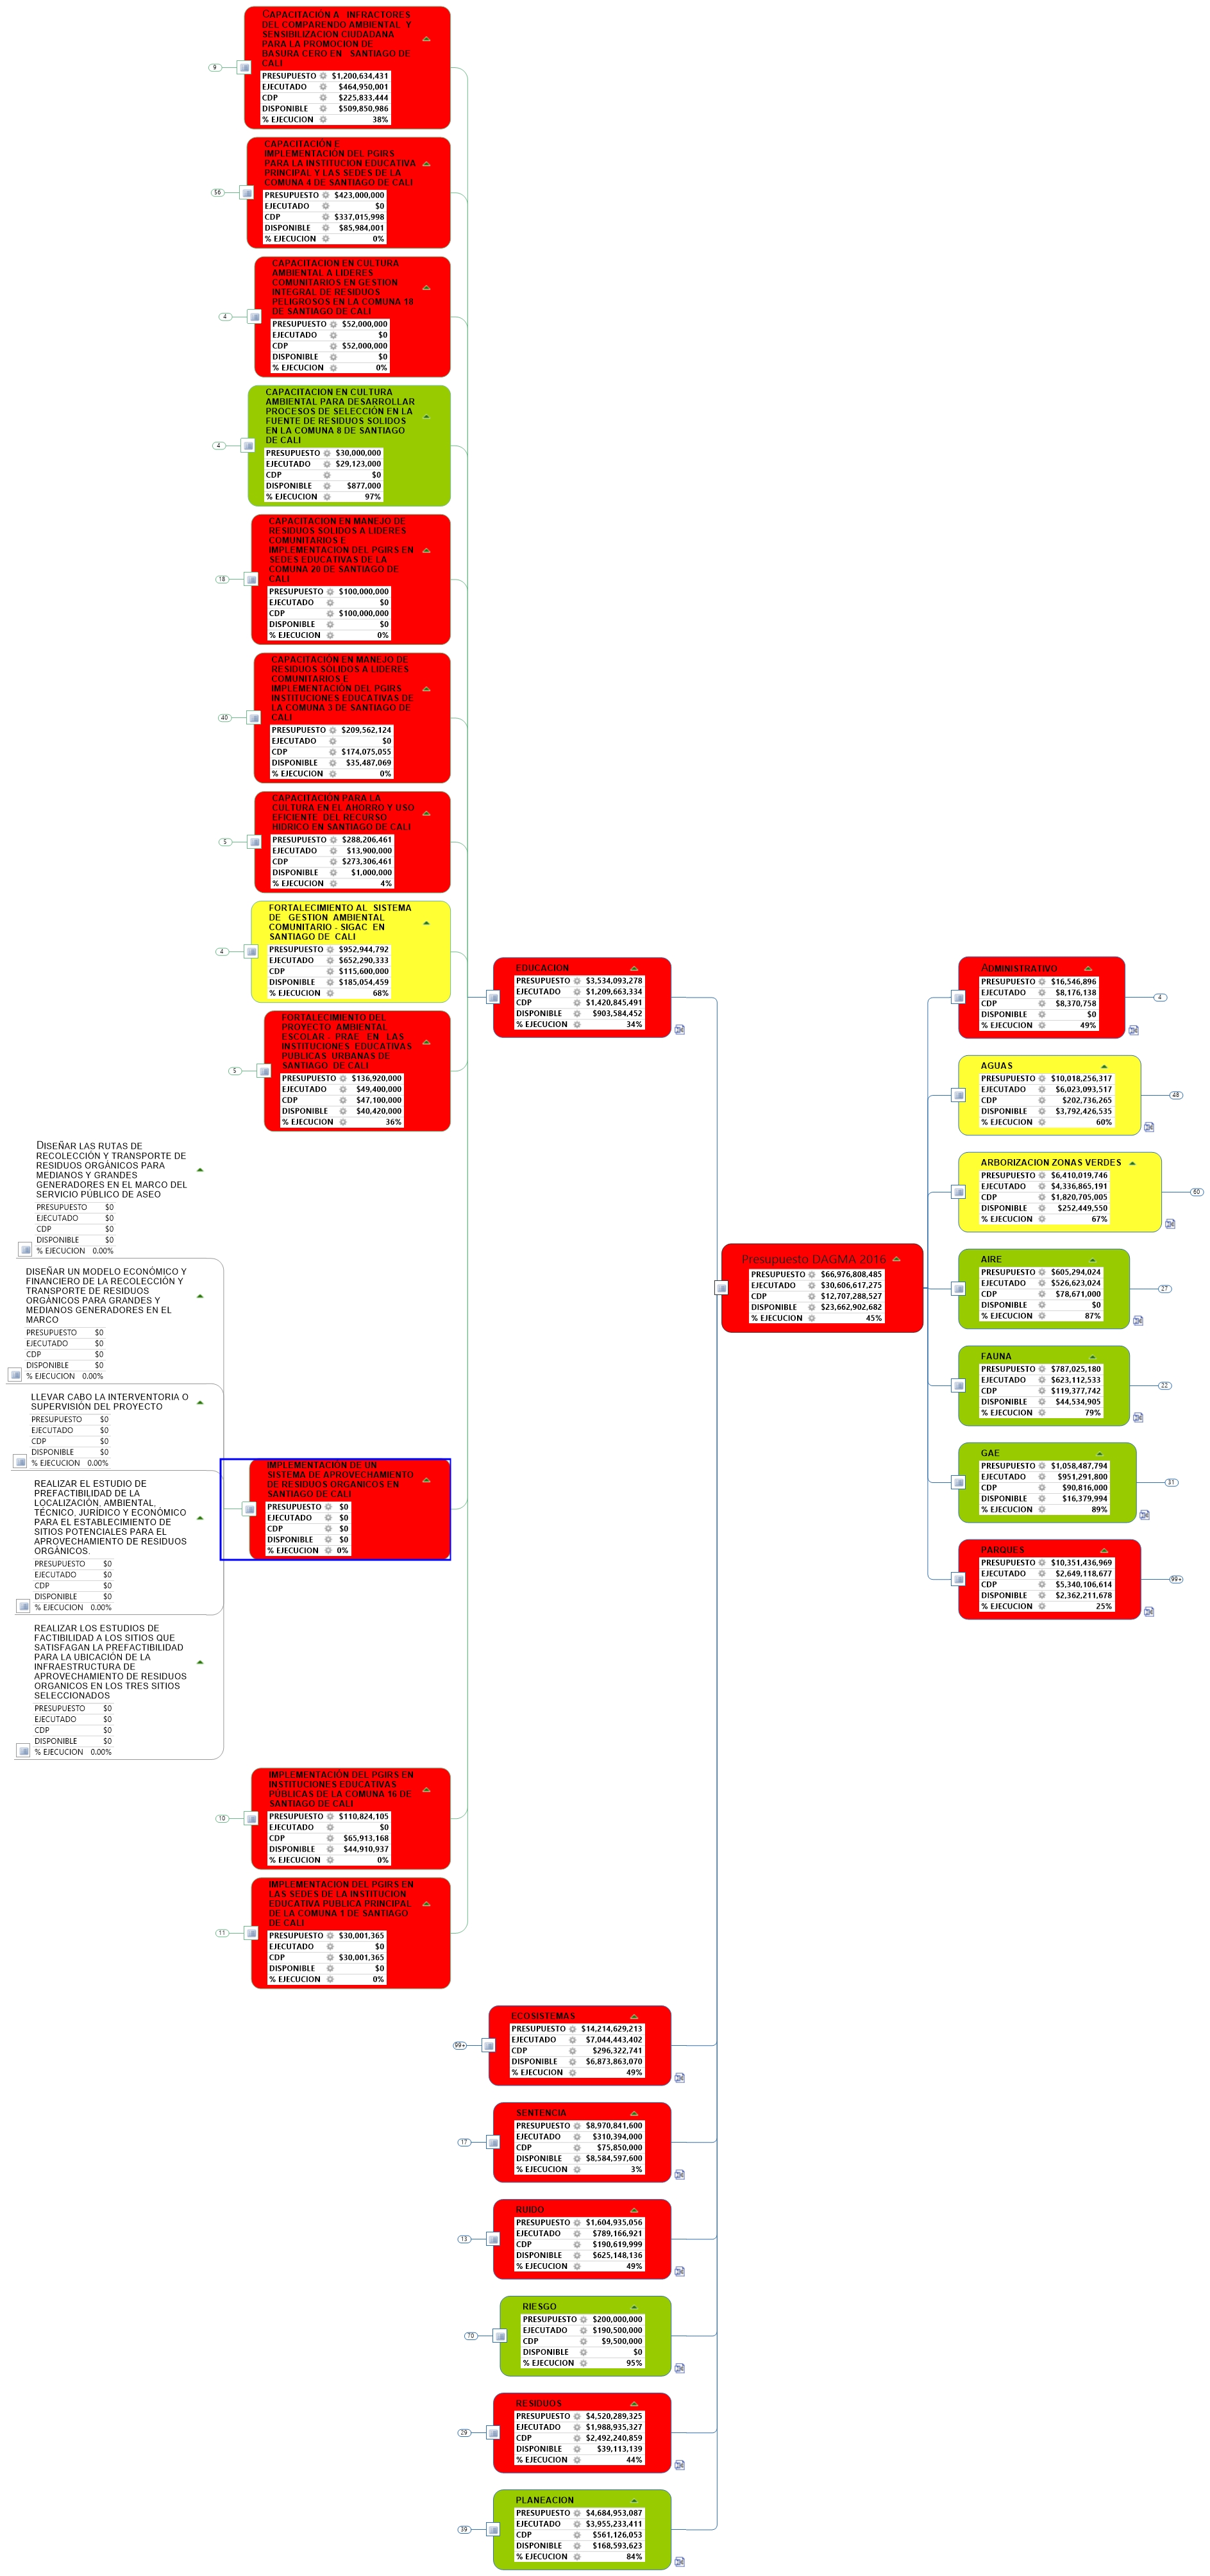 CAPACITACIÓN A INFRACTORES
DEL COMPARENDO AMBIENTAL Y
SENSIBILIZACION CIUDADANA
PARA LA PROMOCION DE
BASURA CERO EN SANTIAGO DE
CALI
9
PRESUPUESTO $1,200,634,431
EJECUTADO $464,950,001
CDP $225,833,444
DISPONIBLE $509,850,986
% EJECUCION 38%
CAPACITACIÓN E
IMPLEMENTACIÓN DEL PGIRS
PARA LA INSTITUCION EDUCATIVA
PRINCIPAL Y LAS SEDES DE LA
COMUNA 4 DE SANTIAGO DE CALI
56
PRESUPUESTO $423,000,000
EJECUTADO $0
CDP $337,015,998
DISPONIBLE $85,984,001
% EJECUCION 0%
CAPACITACION EN CULTURA
AMBIENTAL A LIDERES
COMUNITARIOS EN GESTION
INTEGRAL DE RESIDUOS
PELIGROSOS EN LA COMUNA 18
DE SANTIAGO DE CALI
4
PRESUPUESTO $52,000,000
EJECUTADO $0
CDP $52,000,000
DISPONIBLE $0
% EJECUCION 0%
CAPACITACION EN CULTURA
AMBIENTAL PARA DESARROLLAR
PROCESOS DE SELECCIÓN EN LA
FUENTE DE RESIDUOS SOLIDOS
EN LA COMUNA 8 DE SANTIAGO
DE CALI
4
PRESUPUESTO $30,000,000
EJECUTADO $29,123,000
CDP $0
DISPONIBLE $877,000
% EJECUCION 97%
CAPACITACION EN MANEJO DE
RESIDUOS SOLIDOS A LIDERES
COMUNITARIOS E
IMPLEMENTACION DEL PGIRS EN
SEDES EDUCATIVAS DE LA
COMUNA 20 DE SANTIAGO DE
CALI
18
PRESUPUESTO $100,000,000
EJECUTADO $0
CDP $100,000,000
DISPONIBLE $0
% EJECUCION 0%
CAPACITACIÓN EN MANEJO DE
RESIDUOS SÓLIDOS A LIDERES
COMUNITARIOS E
IMPLEMENTACIÓN DEL PGIRS
INSTITUCIONES EDUCATIVAS DE
LA COMUNA 3 DE SANTIAGO DE
CALI
40
PRESUPUESTO $209,562,124
EJECUTADO $0
CDP $174,075,055
DISPONIBLE $35,487,069
% EJECUCION 0%
CAPACITACIÓN PARA LA
CULTURA EN EL AHORRO Y USO
EFICIENTE DEL RECURSO
HIDRICO EN SANTIAGO DE CALI
5
PRESUPUESTO $288,206,461
EJECUTADO $13,900,000
CDP $273,306,461
DISPONIBLE $1,000,000
% EJECUCION 4%
FORTALECIMIENTO AL SISTEMA
DE GESTION AMBIENTAL
COMUNITARIO - SIGAC EN
SANTIAGO DE CALI
4
PRESUPUESTO $952,944,792
EJECUTADO $652,290,333
CDP $115,600,000
DISPONIBLE $185,054,459
% EJECUCION 68%
FORTALECIMIENTO DEL
PROYECTO AMBIENTAL
ESCOLAR - PRAE EN LAS
INSTITUCIONES EDUCATIVAS
PUBLICAS URBANAS DE
SANTIAGO DE CALI
5
PRESUPUESTO $136,920,000
EJECUTADO $49,400,000
CDP $47,100,000
DISPONIBLE $40,420,000
% EJECUCION 36%
DISEÑAR LAS RUTAS DE
RECOLECCIÓN Y TRANSPORTE DE
RESIDUOS ORGÁNICOS PARA
MEDIANOS Y GRANDES
GENERADORES EN EL MARCO DEL
SERVICIO PÚBLICO DE ASEO
PRESUPUESTO $0
EJECUTADO $0
CDP $0
DISPONIBLE $0
% EJECUCION 0.00%
DISEÑAR UN MODELO ECONÓMICO Y
FINANCIERO DE LA RECOLECCIÓN Y
TRANSPORTE DE RESIDUOS
ORGÁNICOS PARA GRANDES Y
MEDIANOS GENERADORES EN EL
MARCO
PRESUPUESTO $0
EJECUTADO $0
CDP $0
DISPONIBLE $0
% EJECUCION 0.00%
LLEVAR CABO LA INTERVENTORIA O
SUPERVISIÓN DEL PROYECTO
PRESUPUESTO $0
EJECUTADO $0
CDP $0
DISPONIBLE $0
% EJECUCION 0.00%
REALIZAR EL ESTUDIO DE
PREFACTIBILIDAD DE LA
LOCALIZACIÓN, AMBIENTAL,
TÉCNICO, JURÍDICO Y ECONÓMICO
PARA EL ESTABLECIMIENTO DE
SITIOS POTENCIALES PARA EL
APROVECHAMIENTO DE RESIDUOS
ORGÁNICOS.
PRESUPUESTO $0
EJECUTADO $0
CDP $0
DISPONIBLE $0
% EJECUCION 0.00%
REALIZAR LOS ESTUDIOS DE
FACTIBILIDAD A LOS SITIOS QUE
SATISFAGAN LA PREFACTIBILIDAD
PARA LA UBICACIÓN DE LA
INFRAESTRUCTURA DE
APROVECHAMIENTO DE RESIDUOS
ORGANICOS EN LOS TRES SITIOS
SELECCIONADOS
PRESUPUESTO $0
EJECUTADO $0
CDP $0
DISPONIBLE $0
% EJECUCION 0.00%
IMPLEMENTACIÓN DE UN
SISTEMA DE APROVECHAMIENTO
DE RESIDUOS ORGANICOS EN
SANTIAGO DE CALI
PRESUPUESTO $0
EJECUTADO $0
CDP $0
DISPONIBLE $0
% EJECUCION 0%
IMPLEMENTACIÓN DEL PGIRS EN
INSTITUCIONES EDUCATIVAS
PÚBLICAS DE LA COMUNA 16 DE
SANTIAGO DE CALI
10
PRESUPUESTO $110,824,105
EJECUTADO $0
CDP $65,913,168
DISPONIBLE $44,910,937
% EJECUCION 0%
IMPLEMENTACION DEL PGIRS EN
LAS SEDES DE LA INSTITUCION
EDUCATIVA PUBLICA PRINCIPAL
DE LA COMUNA 1 DE SANTIAGO
DE CALI
11
PRESUPUESTO $30,001,365
EJECUTADO $0
CDP $30,001,365
DISPONIBLE $0
% EJECUCION 0%
EDUCACION
PRESUPUESTO $3,534,093,278
EJECUTADO $1,209,663,334
CDP $1,420,845,491
DISPONIBLE $903,584,452
% EJECUCION 34%
ECOSISTEMAS
99+
PRESUPUESTO $14,214,629,213
EJECUTADO $7,044,443,402
CDP $296,322,741
DISPONIBLE $6,873,863,070
% EJECUCION 49%
SENTENCIA
17
PRESUPUESTO $8,970,841,600
EJECUTADO $310,394,000
CDP $75,850,000
DISPONIBLE $8,584,597,600
% EJECUCION 3%
RUIDO
13
PRESUPUESTO $1,604,935,056
EJECUTADO $789,166,921
CDP $190,619,999
DISPONIBLE $625,148,136
% EJECUCION 49%
RIESGO
70
PRESUPUESTO $200,000,000
EJECUTADO $190,500,000
CDP $9,500,000
DISPONIBLE $0
% EJECUCION 95%
RESIDUOS
29
PRESUPUESTO $4,520,289,325
EJECUTADO $1,988,935,327
CDP $2,492,240,859
DISPONIBLE $39,113,139
% EJECUCION 44%
PLANEACION
39
PRESUPUESTO $4,684,953,087
EJECUTADO $3,955,233,411
CDP $561,126,053
DISPONIBLE $168,593,623
% EJECUCION 84%
Presupuesto DAGMA 2016
PRESUPUESTO $66,976,808,485
EJECUTADO $30,606,617,275
CDP $12,707,288,527
DISPONIBLE $23,662,902,682
% EJECUCION 45%
ADMINISTRATIVO
PRESUPUESTO $16,546,896
EJECUTADO $8,176,138
CDP $8,370,758
DISPONIBLE $0
% EJECUCION 49%
4
AGUAS
PRESUPUESTO $10,018,256,317
EJECUTADO $6,023,093,517
CDP $202,736,265
DISPONIBLE $3,792,426,535
% EJECUCION 60%
48
ARBORIZACION ZONAS VERDES
PRESUPUESTO $6,410,019,746
EJECUTADO $4,336,865,191
CDP $1,820,705,005
DISPONIBLE $252,449,550
% EJECUCION 67%
60
AIRE
PRESUPUESTO $605,294,024
EJECUTADO $526,623,024
CDP $78,671,000
DISPONIBLE $0
% EJECUCION 87%
27
FAUNA
PRESUPUESTO $787,025,180
EJECUTADO $623,112,533
CDP $119,377,742
DISPONIBLE $44,534,905
% EJECUCION 79%
22
GAE
PRESUPUESTO $1,058,487,794
EJECUTADO $951,291,800
CDP $90,816,000
DISPONIBLE $16,379,994
% EJECUCION 89%
31
PARQUES
PRESUPUESTO $10,351,436,969
EJECUTADO $2,649,118,677
CDP $5,340,106,614
DISPONIBLE $2,362,211,678
% EJECUCION 25%
99+